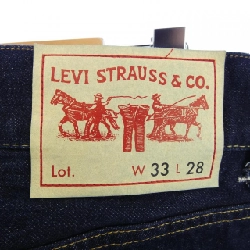 LEVI STRAUSS & CO.
Lot. W 33 L 28